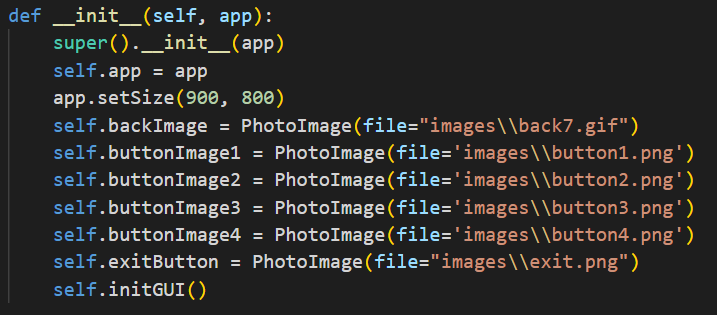 def __init__(self, app):
    super().__init__(app)
    self.app = app
    app.setSize(900, 800)
    self.backImage = PhotoImage(file="images\\back7.gif")
    self.buttonImage1 = PhotoImage(file='images\\button1.png')
    self.buttonImage2 = PhotoImage(file='images\\button2.png')
    self.buttonImage3 = PhotoImage(file='images\\button3.png')
    self.buttonImage4 = PhotoImage(file='images\\button4.png')
    self.exitButton = PhotoImage(file="images\\exit.png")
    self.initGUI()